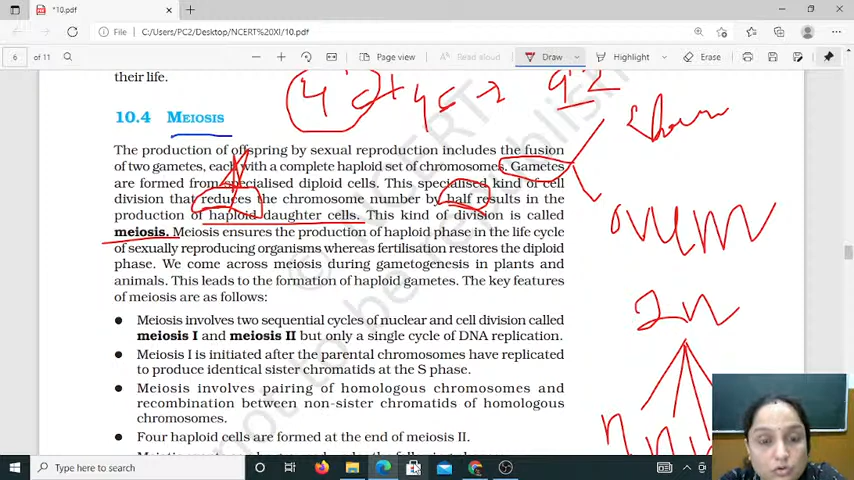 *10.pdf
File | C:/Users/PC2/Desktop/NCERT%20XI/10.pdf
6 of 11 Page view Read aloud Draw Highlight Erase
their life.
10.4 MEIOSIS
The production of offspring by sexual reproduction includes the fusion
of two gametes, each with a complete haploid set of chromosomes. Gametes
are formed from specialised diploid cells. This specialised kind of cell
division that reduces the chromosome number by half results in the
production of haploid daughter cells. This kind of division is called
meiosis. Meiosis ensures the production of haploid phase in the life cycle
of sexually reproducing organisms whereas fertilisation restores the diploid
phase. We come across meiosis during gametogenesis in plants and
animals. This leads to the formation of haploid gametes. The key features
of meiosis are as follows:
● Meiosis involves two sequential cycles of nuclear and cell division called
meiosis I and meiosis II but only a single cycle of DNA replication.
● Meiosis I is initiated after the parental chromosomes have replicated
to produce identical sister chromatids at the S phase.
● Meiosis involves pairing of homologous chromosomes and
recombination between non-sister chromatids of homologous
chromosomes.
● Four haploid cells are formed at the end of meiosis II.
ovum
2n
n
Type here to search